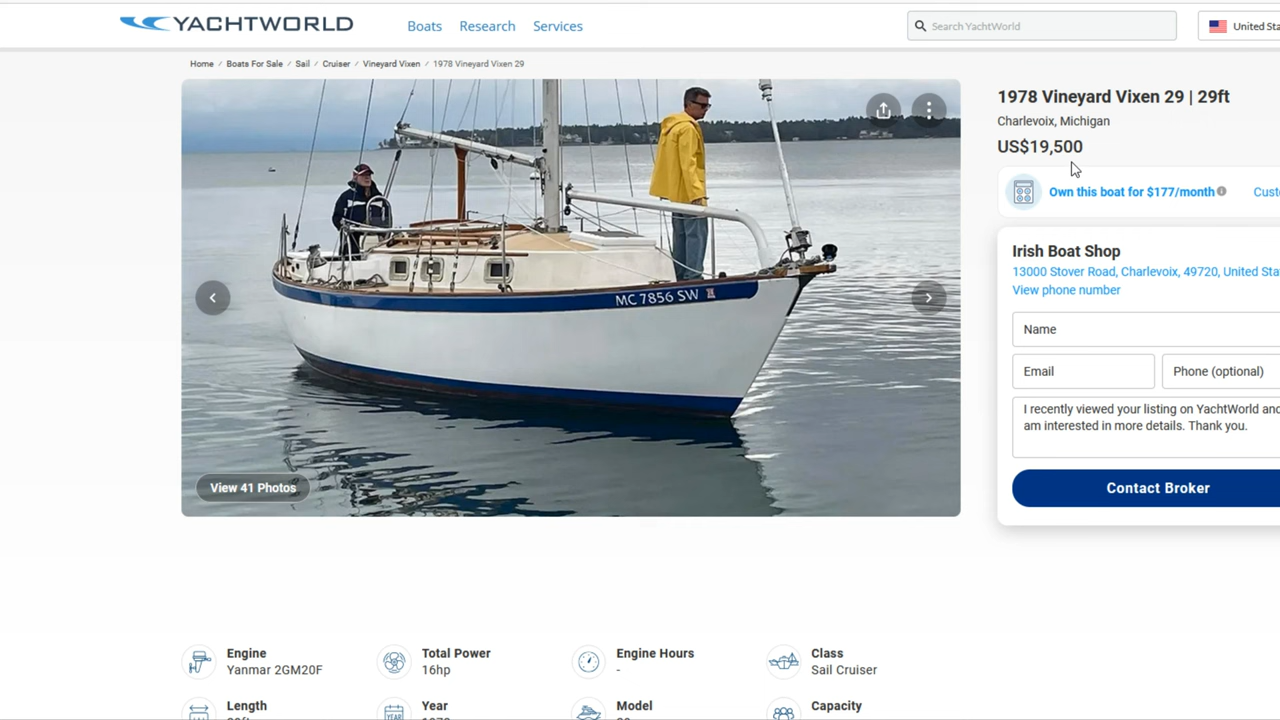 YACHTWORLD
Boats Research Services
Search YachtWorld
Home / Boats For Sale / Sail / Cruiser / Vineyard Vixen / 1978 Vineyard Vixen 29
1978 Vineyard Vixen 29 | 29ft
Charlevoix, Michigan
US$19,500
Own this boat for $177/month
Irish Boat Shop
13000 Stover Road, Charlevoix, 49720, United
View phone number
Name
Email
Phone (optional)
I recently viewed your listing on YachtWorld and
am interested in more details. Thank you.
Contact Broker
MC 7856 SW
View 41 Photos
Engine
Yanmar 2GM20F
Total Power
16hp
Engine Hours
-
Class
Sail Cruiser
Length
Year
Model
Capacity